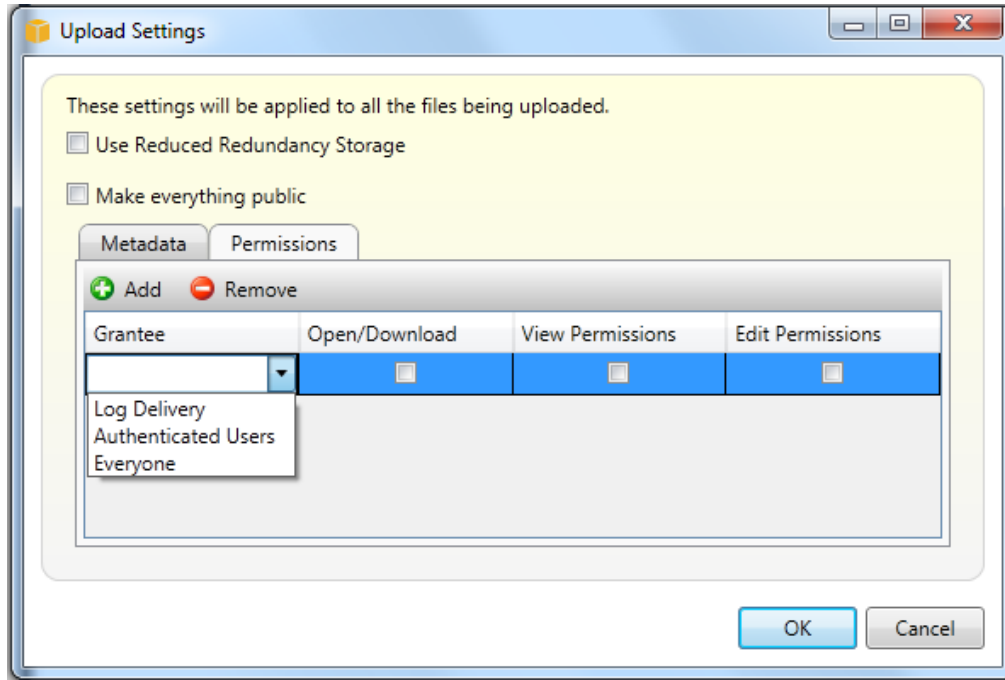 Upload Settings
These settings will be applied to all the files being uploaded.
Use Reduced Redundancy Storage
Make everything public
Metadata Permissions
Add Remove
Grantee Open/Download View Permissions Edit Permissions
Log Delivery
Authenticated Users
Everyone
OK Cancel